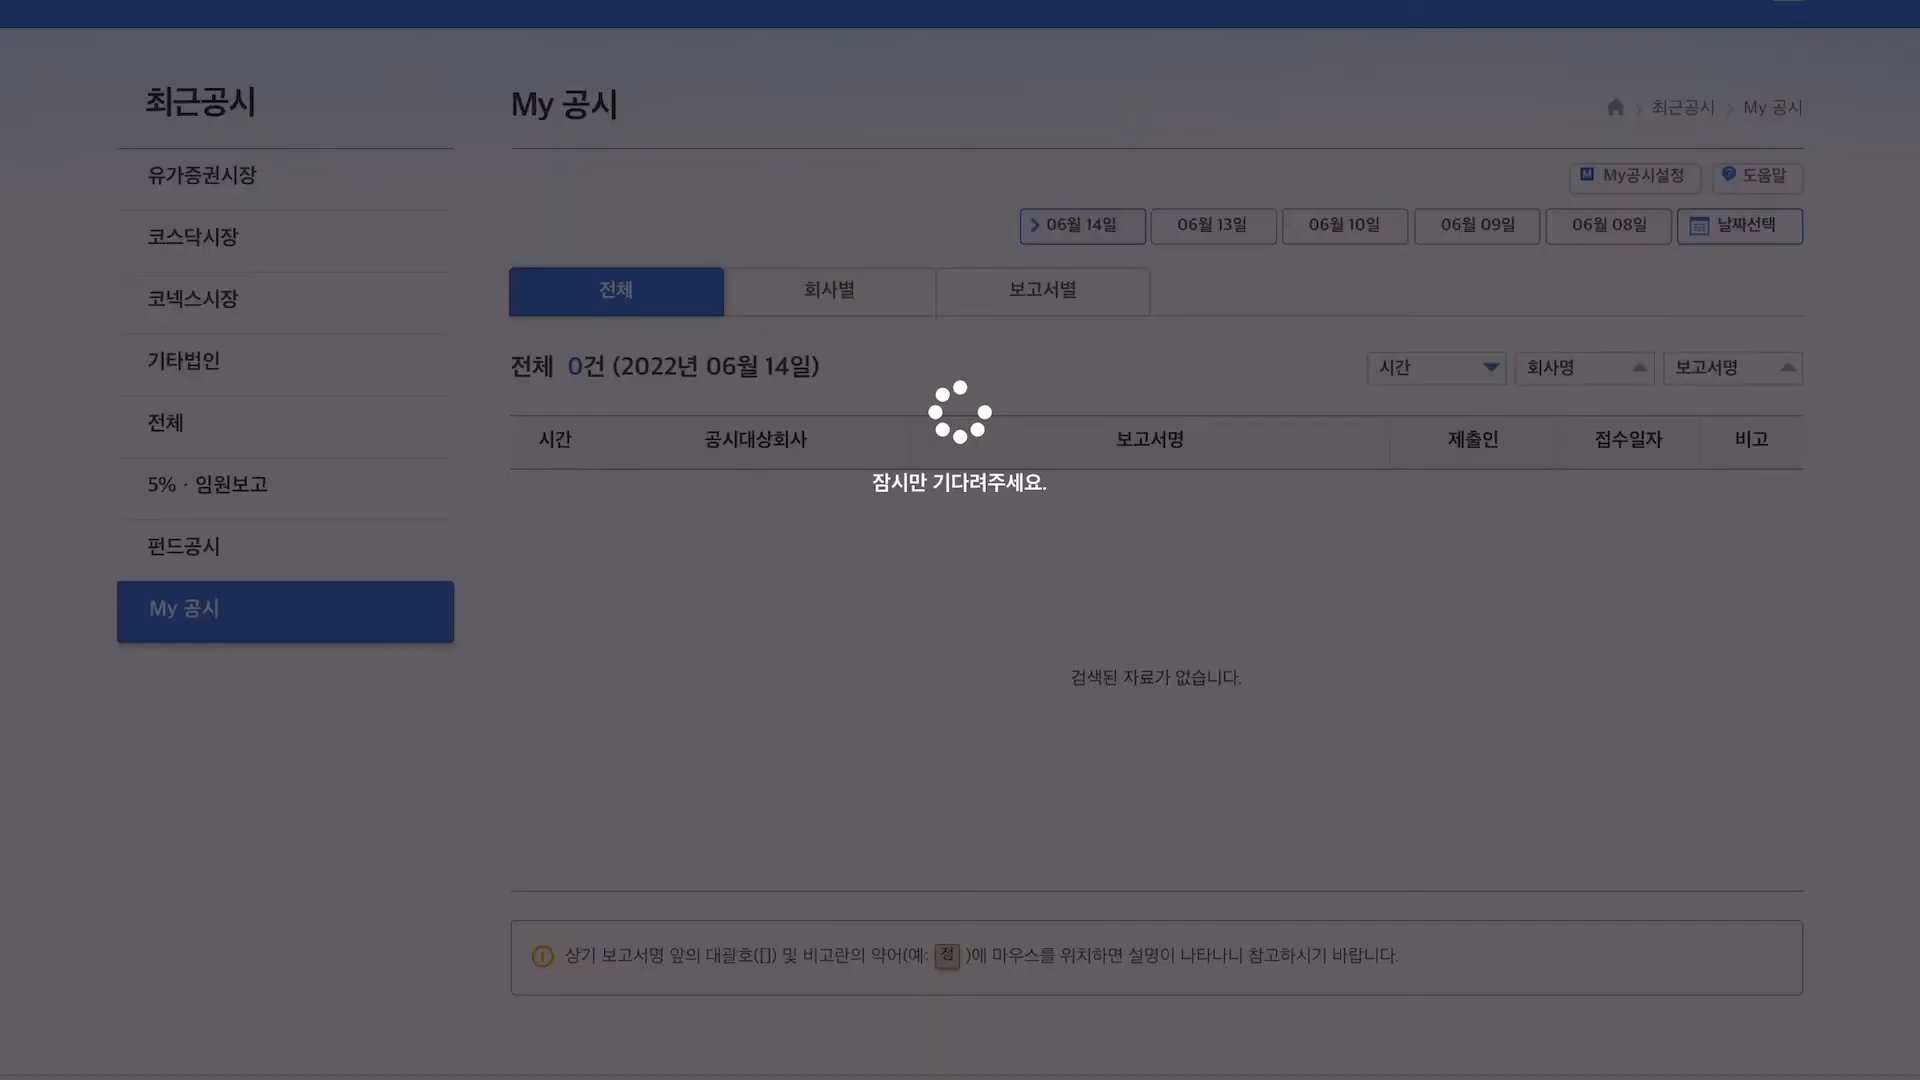 최근공시
유가증권시장
코스닥시장
코넥스시장
기타법인
전체
5% · 임원보고
펀드공시
My 공시
My 공시
최근공시 > My 공시
My공시설정 도움말
06월 14일 06월 13일 06월 10일 06월 09일 06월 08일 날짜선택
전체 회사별 보고서별
전체 0건 (2022년 06월 14일)
시간 회사명 보고서명
시간 공시대상회사 보고서명 제출인 접수일자 비고
잠시만 기다려주세요.
검색된 자료가 없습니다.
상기 보고서명 앞의 대괄호([]) 및 비고란의 약어(예: 정 )에 마우스를 위치하면 설명이 나타나니 참고하시기 바랍니다.